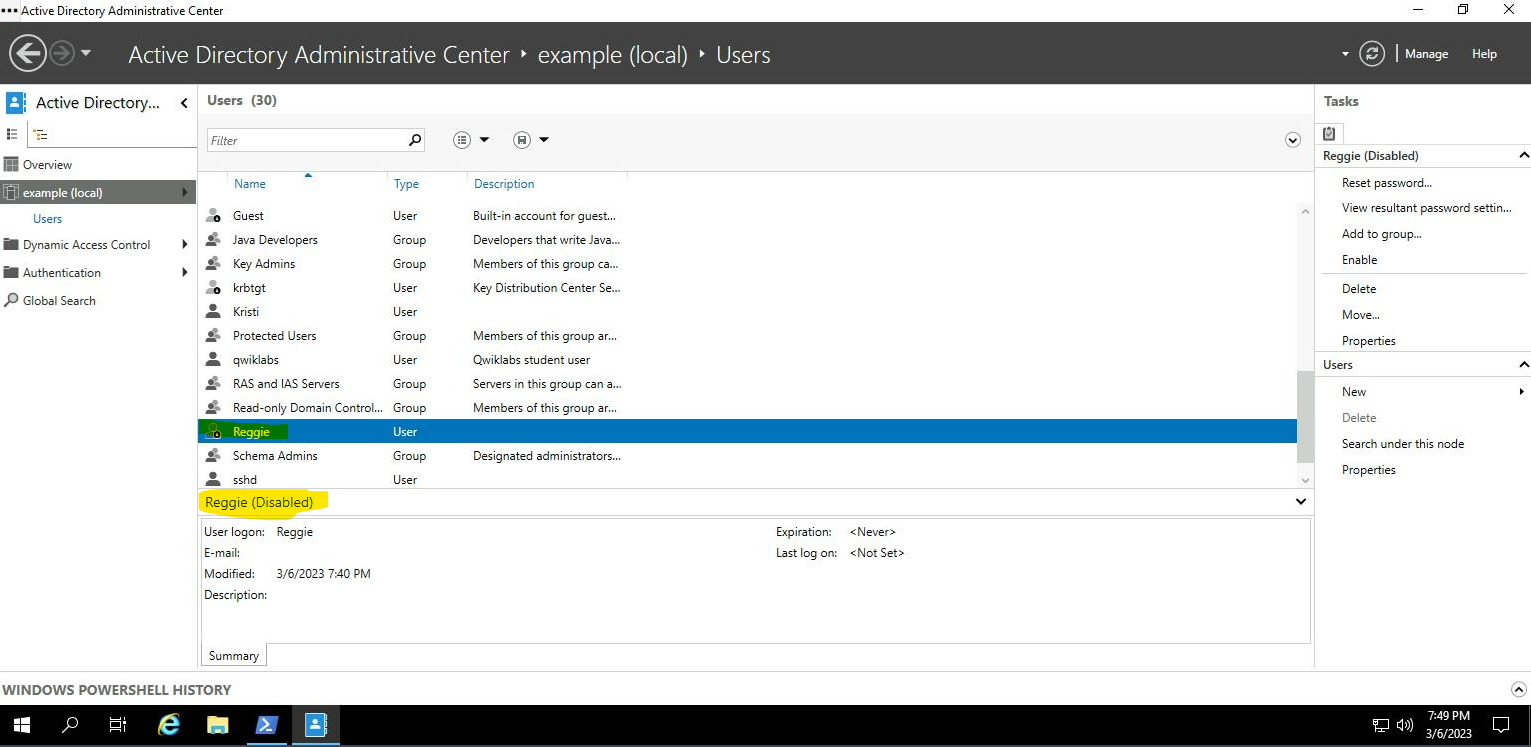 Active Directory Administrative Center
Active Directory Administrative Center • example (local) • Users
Manage
Help
Active Directory...
Overview
example (local)
Users
Dynamic Access Control
Authentication
Global Search
Users (30)
Filter
Name Type Description
Guest User Built-in account for guest...
Java Developers Group Developers that write Java...
Key Admins Group Members of this group ca...
krbtgt User Key Distribution Center Se...
Kristi User
Protected Users Group Members of this group ar...
qwiklabs User Qwiklabs student user
RAS and IAS Servers Group Servers in this group can a...
Read-only Domain Control... Group Members of this group ar...
Reggie User
Schema Admins Group Designated administrators...
sshd User
Reggie (Disabled)
User logon: Reggie
E-mail:
Modified: 3/6/2023 7:40 PM
Description:
Expiration: <Never>
Last log on: <Not Set>
Summary
Tasks
Reggie (Disabled)
Reset password...
View resultant password settin...
Add to group...
Enable
Delete
Move...
Properties
Users
New
Delete
Search under this node
Properties
WINDOWS POWERSHELL HISTORY
7:49 PM
3/6/2023